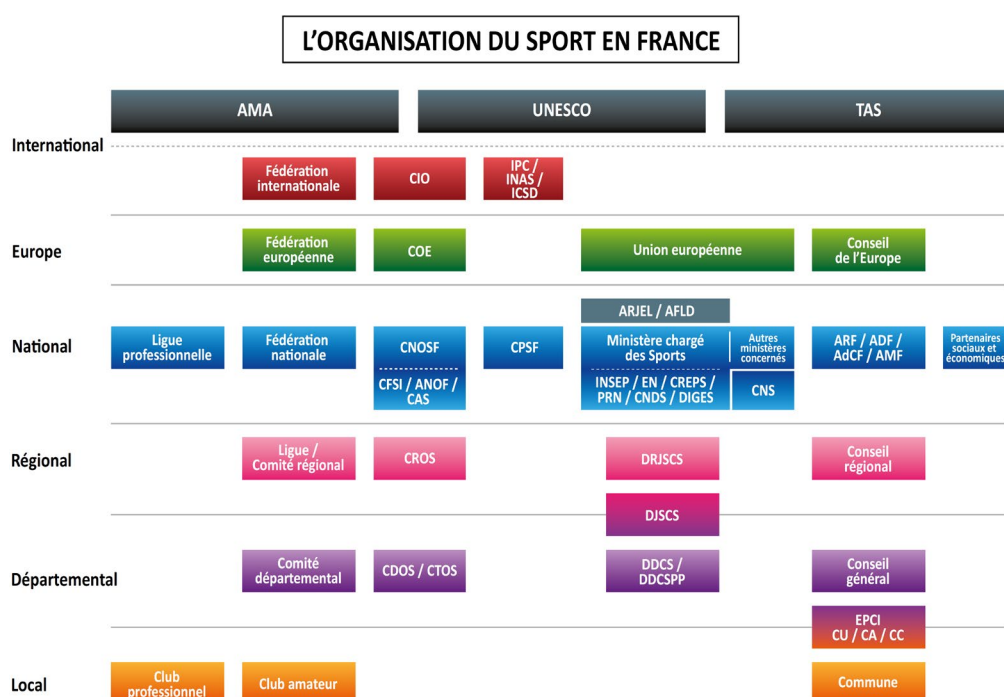 L'ORGANISATION DU SPORT EN FRANCE
AMA
UNESCO
TAS
International
Fédération
internationale
CIO
IPC /
INAS /
ICSD
Europe
Fédération
européenne
COE
Union européenne
Conseil
de l'Europe
National
Ligue
professionnelle
Fédération
nationale
CNOSF
CFSI / ANOF /
CAS
CPSF
ARJEL / AFLD
Ministère chargé
des Sports
INSEP / EN / CREPS /
PRN / CNDS / DIGES
Autres
ministères
concernés
CNS
ARF / ADF /
AdCF / AMF
Partenaires
sociaux et
économiques
Régional
Ligue /
Comité régional
CROS
DRJSCS
Conseil
régional
DJSCS
Départemental
Comité
départemental
CDOS / CTOS
DDCS /
DDCSPP
Conseil
général
EPCI
CU / CA / CC
Local
Club
professionnel
Club amateur
Commune